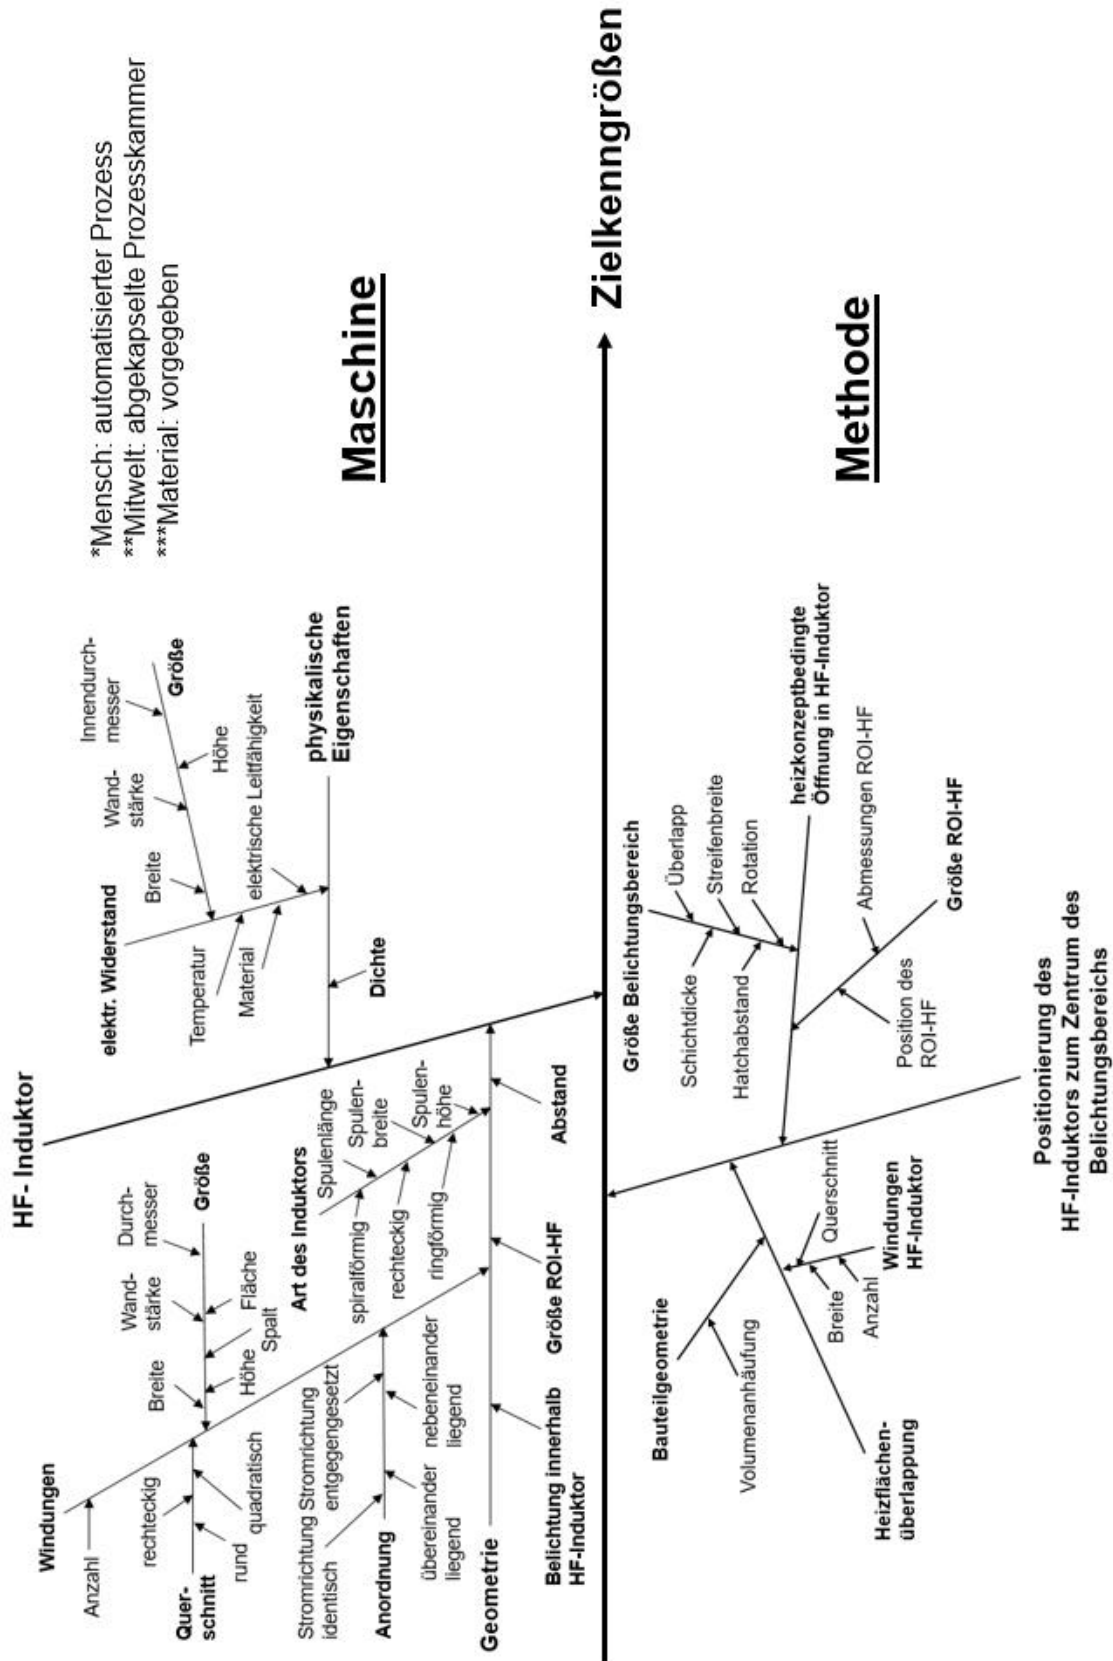 HF- Induktor
*Mensch: automatisierter Prozess
**Mitwelt: abgekapselte Prozesskammer
***Material: vorgegeben
Maschine
Windungen
Anzahl
rechteckig
Quer-
schnitt
rund
quadratisch
Breite
Wand-
stärke
Durch-
messer
Größe
Höhe
Spalt
Fläche
Stromrichtung
identisch
Stromrichtung
entgegengesetzt
Anordnung
übereinander
liegend
nebeneinander
liegend
Art des Induktors
Spulenlänge
Spulen-
breite
Spulen-
höhe
spiralförmig
rechteckig
ringförmig
Geometrie
Belichtung innerhalb
HF-Induktor
Größe ROI-HF
Abstand
elektr. Widerstand
Breite
Wand-
stärke
Innendurch-
messer
Größe
Höhe
Temperatur
Material
elektrische Leitfähigkeit
physikalische
Eigenschaften
Dichte
Zielkenngrößen
Methode
Größe Belichtungsbereich
Überlapp
Streifenbreite
Rotation
Schichtdicke
Hatchabstand
heizkonzeptbedingte
Öffnung in HF-Induktor
Abmessungen ROI-HF
Position des
ROI-HF
Größe ROI-HF
Bauteilgeometrie
Volumenanhäufung
Querschnitt
Breite
Anzahl
Windungen
HF-Induktor
Heizflächen-
überlappung
Positionierung des
HF-Induktors zum Zentrum des
Belichtungsbereichs